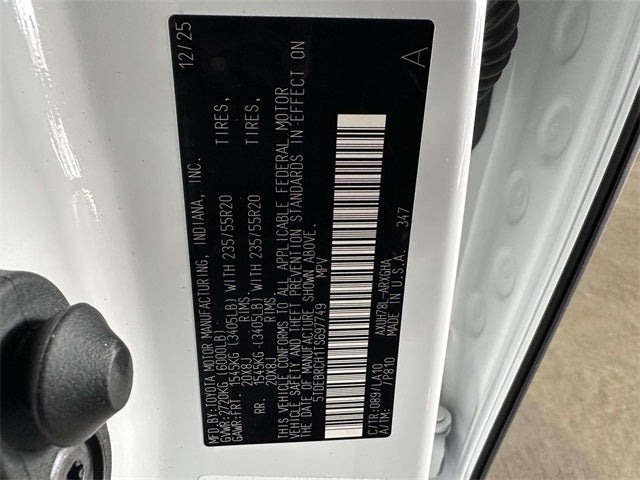 MFD.BY:TOYOTA MOTOR MANUFACTURING, INDIANA, INC. 12/25
GVWR:2720KG (6000LB)
GAWR:FRT. 1545KG (3405LB) WITH 235/55R20 TIRES,
20X8J RIMS
RR. 1545KG (3405LB) WITH 235/55R20 TIRES,
20X8J RIMS
THIS VEHICLE CONFORMS TO ALL APPLICABLE FEDERAL MOTOR
VEHICLE SAFETY AND THEFT PREVENTION STANDARDS IN EFFECT ON
THE DATE OF MANUFACTURE SHOWN ABOVE.
MPV A
C/TR:089/LA10 AXUH78L-ARXGHA
A/TM: /P810 MADE IN U.S.A. 347